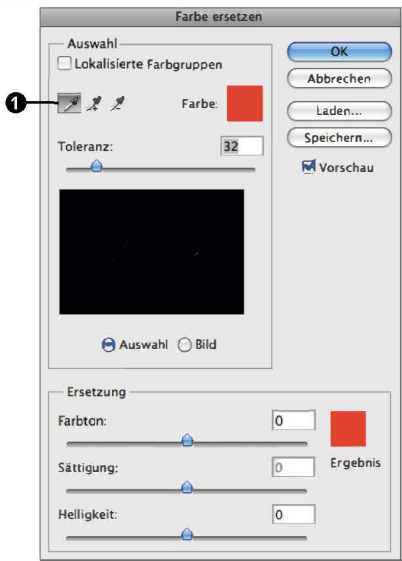 Farbe ersetzen
Auswahl
Lokalisierte Farbgruppen
1
Farbe:
Toleranz:
32
Auswahl
Bild
OK
Abbrechen
Laden...
Speichern...
Vorschau
Ersetzung
Farbton:
0
Sättigung:
0
Ergebnis
Helligkeit:
0